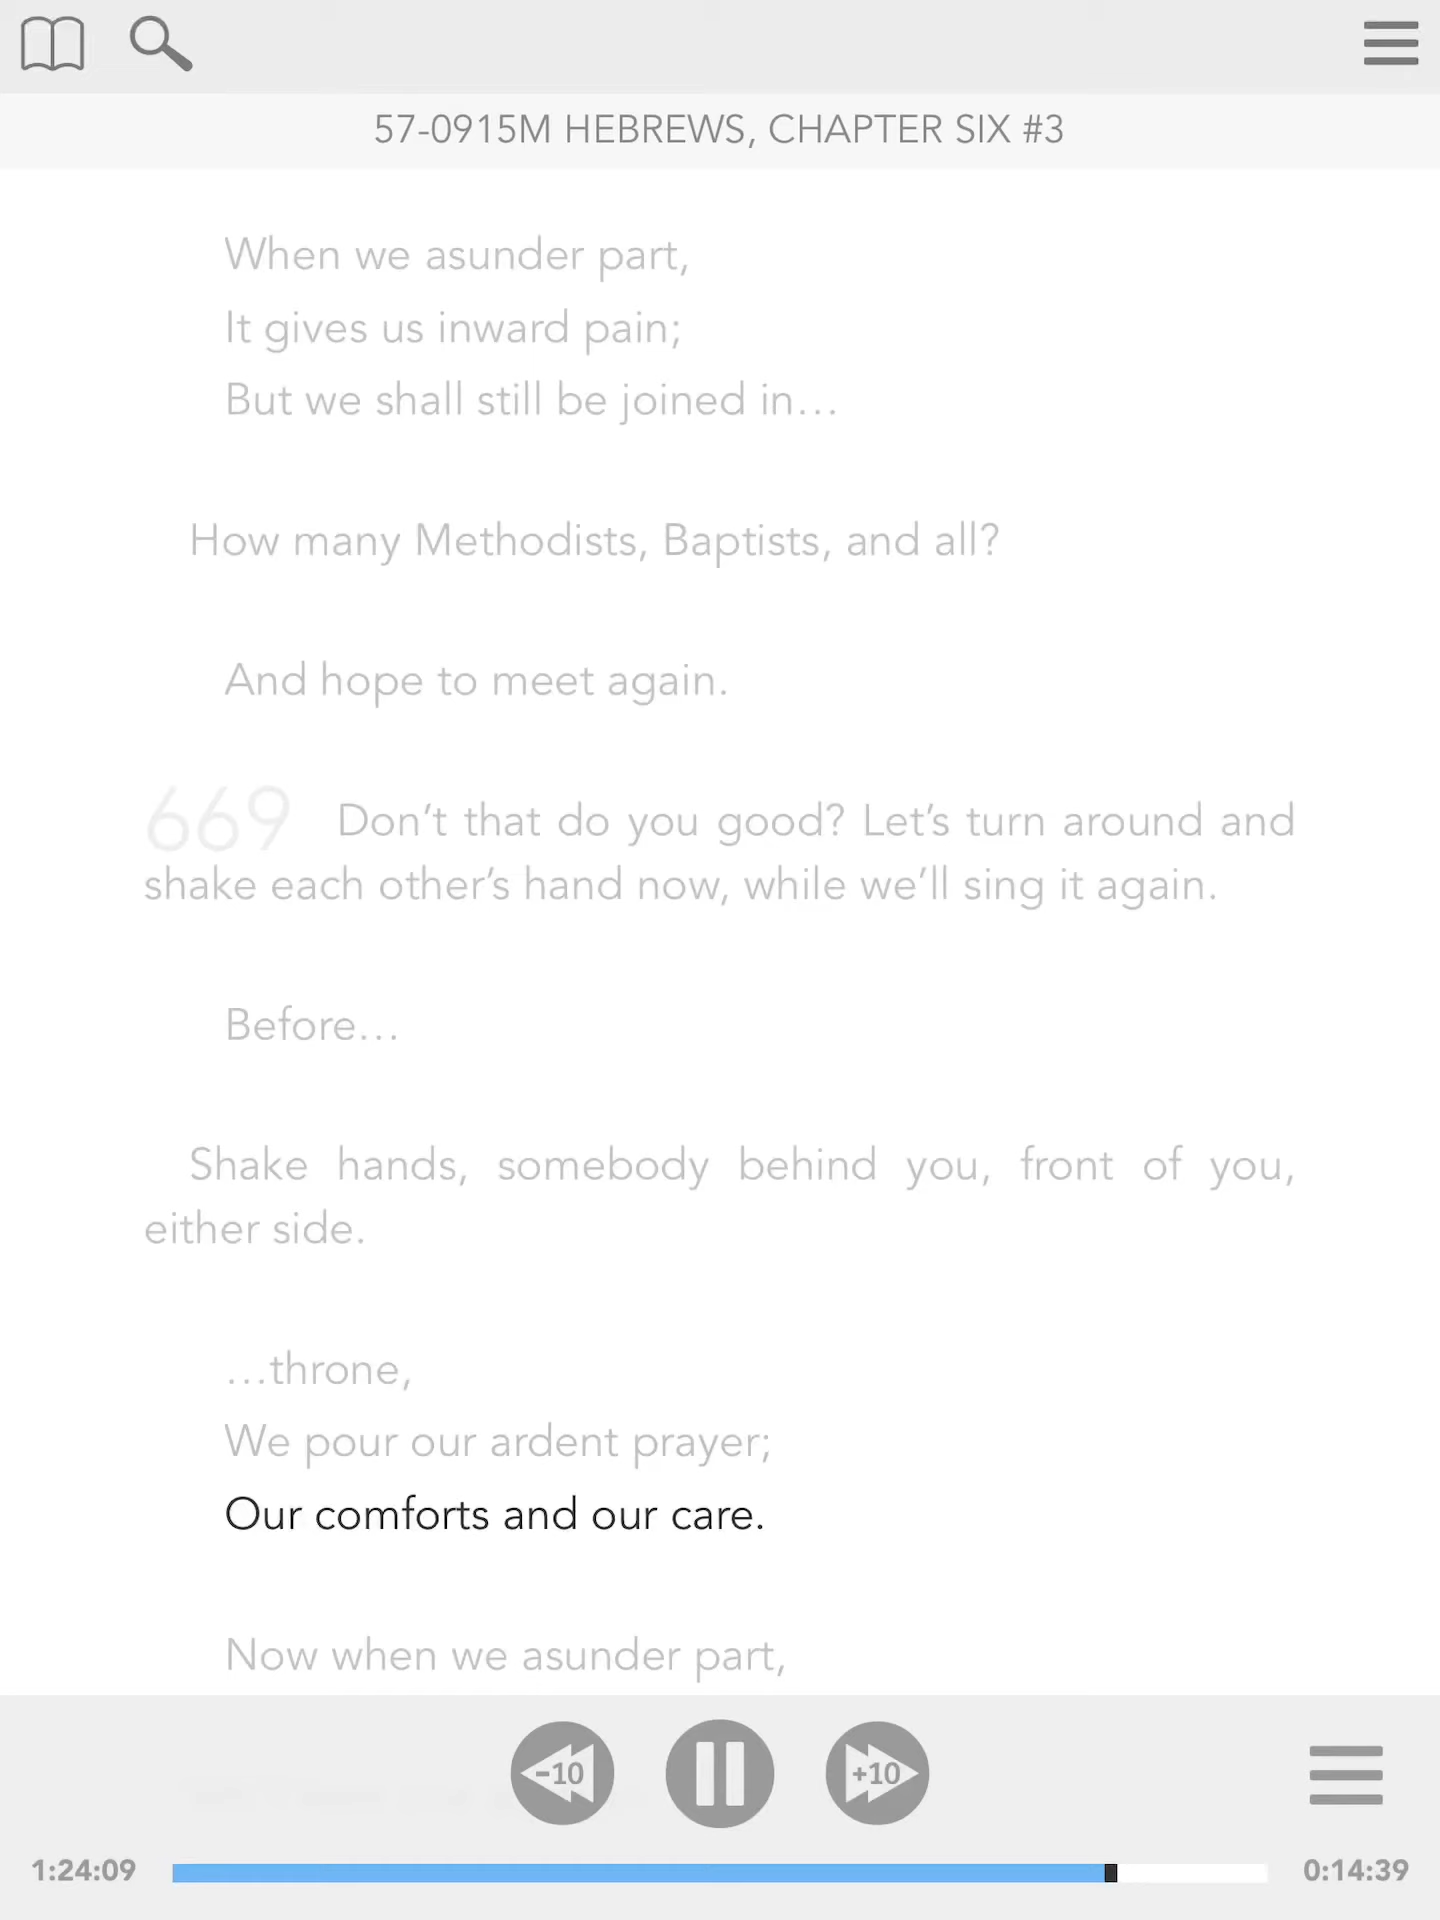 57-0915M HEBREWS, CHAPTER SIX #3
When we asunder part,
It gives us inward pain;
But we shall still be joined in…
How many Methodists, Baptists, and all?
And hope to meet again.
669 Don’t that do you good? Let’s turn around and
shake each other’s hand now, while we’ll sing it again.
Before…
Shake hands, somebody behind you, front of you,
either side.
…throne,
We pour our ardent prayer;
Our comforts and our care.
Now when we asunder part,
-10 +10
1:24:09 0:14:39